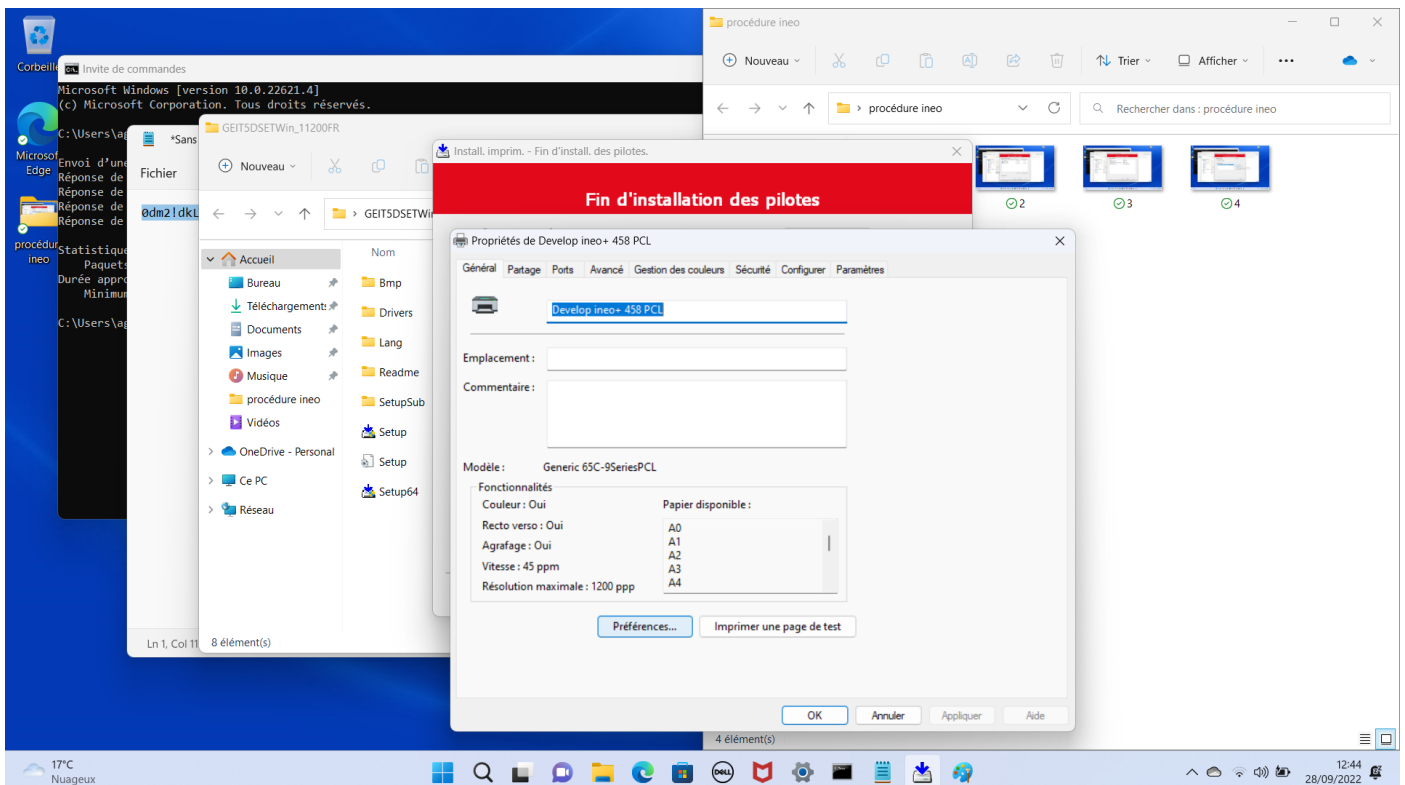 Corbeille
Microsoft
Edge
procédure
ineo
Invite de commandes
Microsoft Windows [version 10.0.22621.4]
(c) Microsoft Corporation. Tous droits réservés.
C:\Users\ag
Envoi d'une
Réponse de
Réponse de
Réponse de
Réponse de
Statistique
Paquets
Durée appro
Minimum
C:\Users\ag
*Sans
Fichier
0dm2!dkL
Ln 1, Col 11
GEIT5DSETWin_11200FR
Nouveau
GEIT5DSETWi
Accueil
Bureau
Téléchargements
Documents
Images
Musique
procédure ineo
Vidéos
OneDrive - Personal
Ce PC
Réseau
Nom
Bmp
Drivers
Lang
Readme
SetupSub
Setup
Setup
Setup64
8 élément(s)
Install. imprim. - Fin d'install. des pilotes.
Fin d'installation des pilotes
Propriétés de Develop ineo+ 458 PCL
Général Partage Ports Avancé Gestion des couleurs Sécurité Configurer Paramètres
Develop ineo+ 458 PCL
Emplacement :
Commentaire :
Modèle : Generic 65C-9SeriesPCL
Fonctionnalités
Couleur : Oui
Recto verso : Oui
Agrafage : Oui
Vitesse : 45 ppm
Résolution maximale : 1200 ppp
Papier disponible :
A0
A1
A2
A3
A4
Préférences... Imprimer une page de test
OK Annuler Appliquer Aide
procédure ineo
Nouveau Trier Afficher
procédure ineo
Rechercher dans : procédure ineo
2
3
4
4 élément(s)
17°C
Nuageux
DELL
12:44
28/09/2022